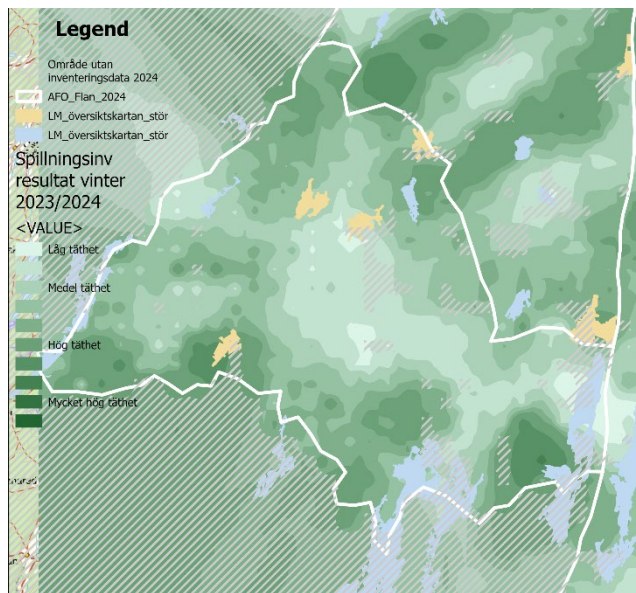 Legend
Område utan
inventeringsdata 2024
AFO_Flan_2024
LM_översiktskartan_stör
LM_översiktskartan_stör
Spillningsinv
resultat vinter
2023/2024
<VALUE>
Låg täthet
Medel täthet
Hög täthet
Mycket hög täthet